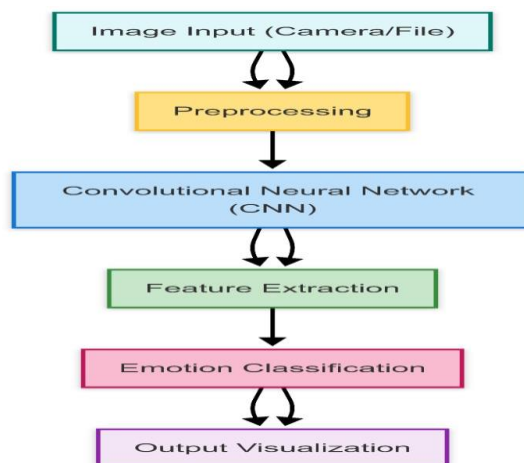 Image Input (Camera/File)
Preprocessing
Convolutional Neural Network
(CNN)
Feature Extraction
Emotion Classification
Output Visualization